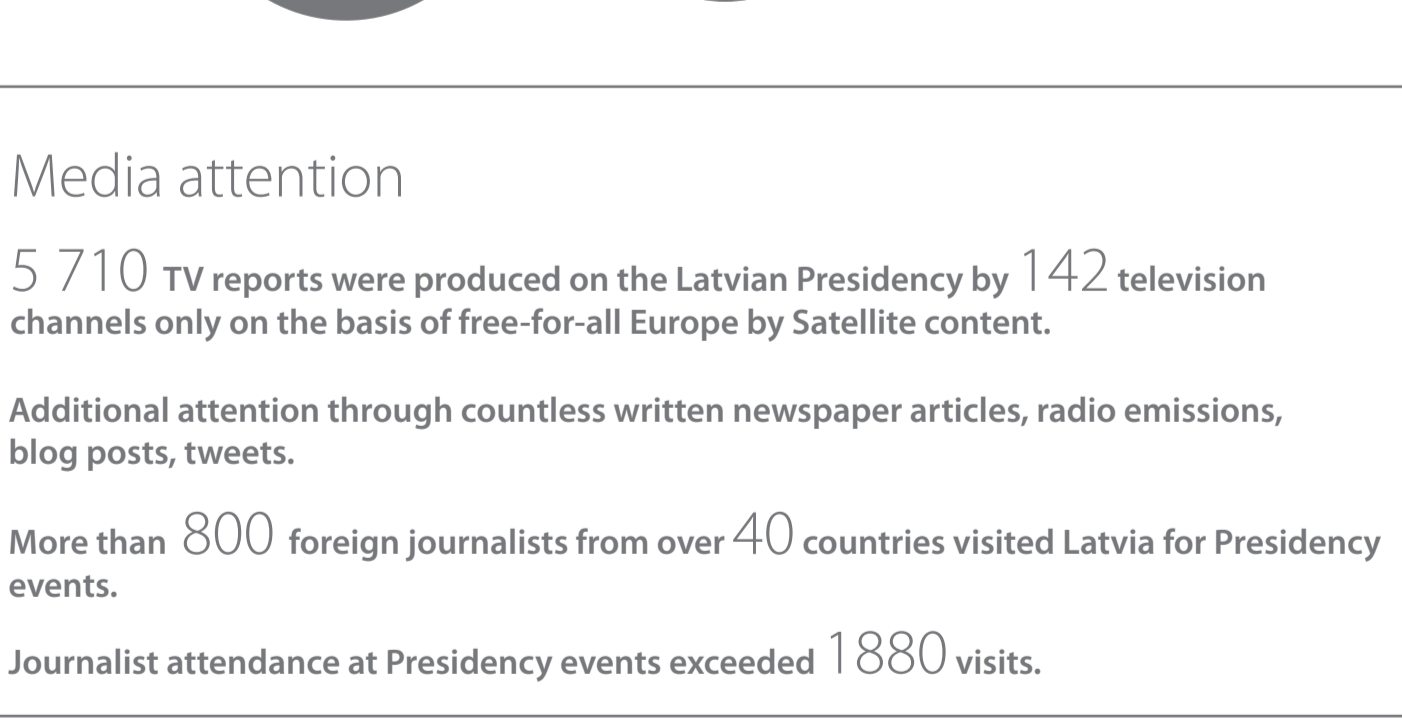 Media attention
5 710 TV reports were produced on the Latvian Presidency by 142 television
channels only on the basis of free-for-all Europe by Satellite content.
Additional attention through countless written newspaper articles, radio emissions,
blog posts, tweets.
More than 800 foreign journalists from over 40 countries visited Latvia for Presidency
events.
Journalist attendance at Presidency events exceeded 1880 visits.